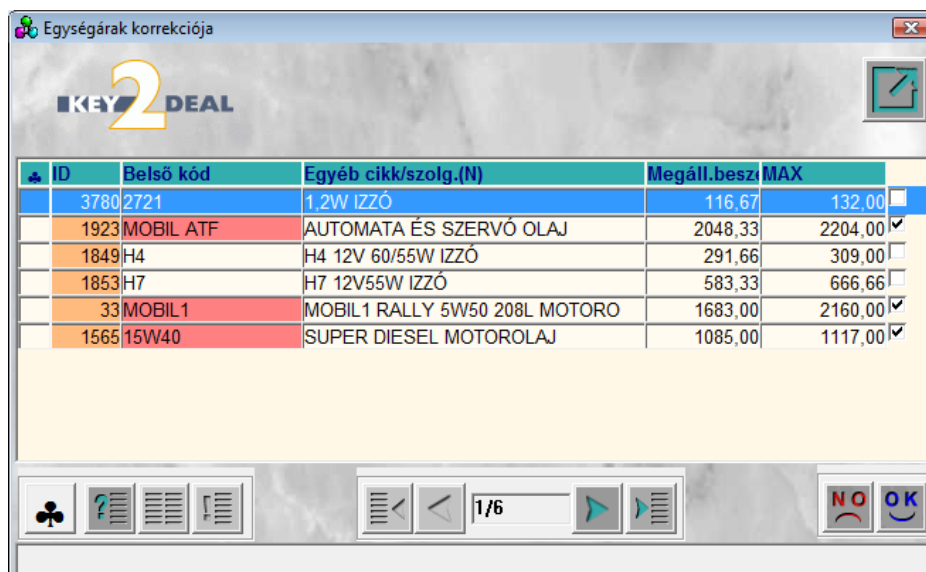 Egységárak korrekciója
KEY2DEAL
ID Belső kód Egyéb cikk/szolg.(N) Megáll.besze MAX
3780 2721 1,2W IZZÓ 116,67 132,00
1923 MOBIL ATF AUTOMATA ÉS SZERVÓ OLAJ 2048,33 2204,00
1849 H4 H4 12V 60/55W IZZÓ 291,66 309,00
1853 H7 H7 12V55W IZZÓ 583,33 666,66
33 MOBIL1 MOBIL1 RALLY 5W50 208L MOTORO 1683,00 2160,00
1565 15W40 SUPER DIESEL MOTOROLAJ 1085,00 1117,00
1/6 NO OK